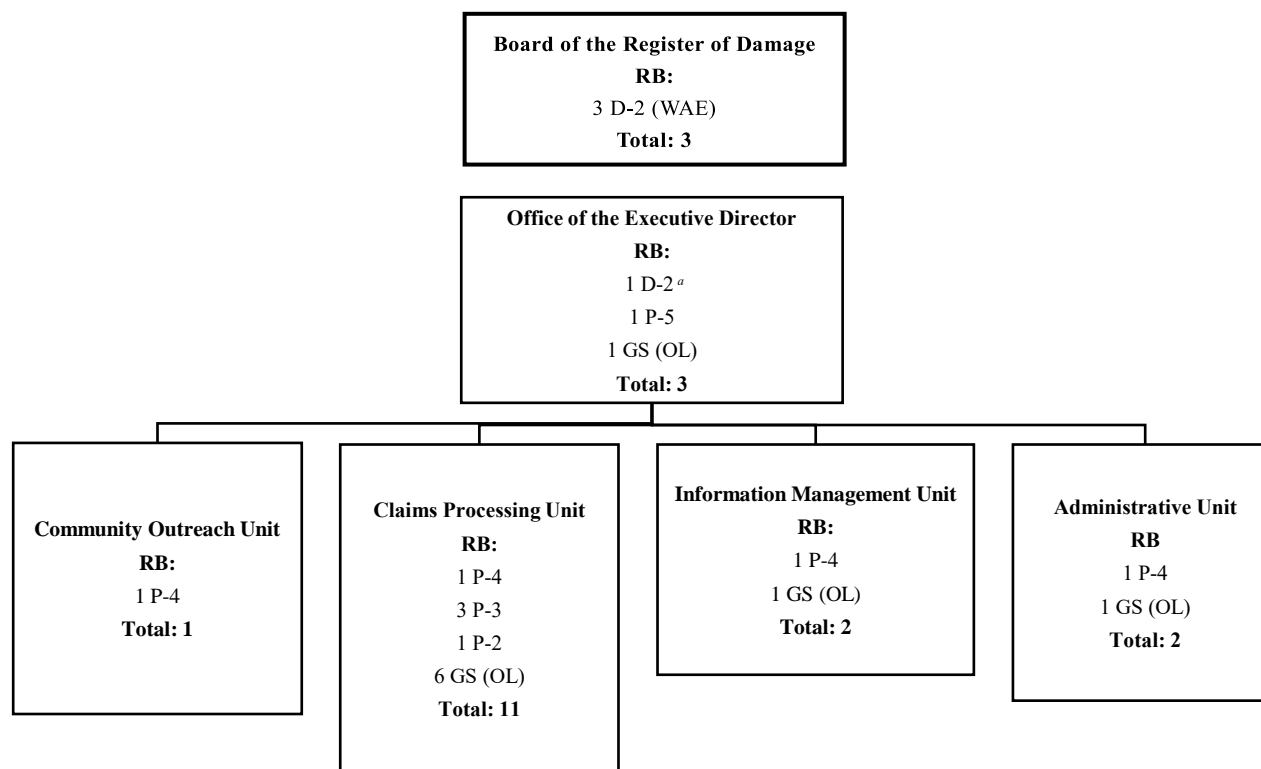 Board of the Register of Damage
RB:
3 D-2 (WAE)
Total: 3
Office of the Executive Director
RB:
1 D-2 a
1 P-5
1 GS (OL)
Total: 3
Community Outreach Unit
RB:
1 P-4
Total: 1
Claims Processing Unit
RB:
1 P-4
3 P-3
1 P-2
6 GS (OL)
Total: 11
Information Management Unit
RB:
1 P-4
1 GS (OL)
Total: 2
Administrative Unit
RB
1 P-4
1 GS (OL)
Total: 2